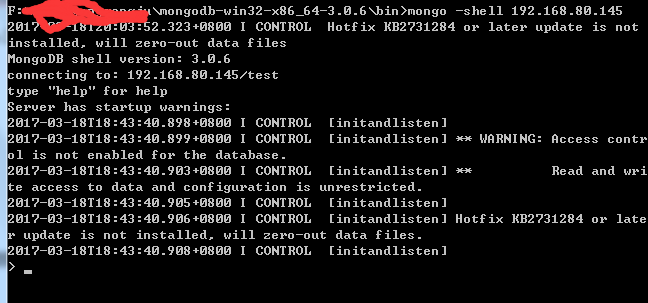 F:\mongodb-win32-x86_64-3.0.6\bin>mongo -shell 192.168.80.145
2017-03-18T20:03:52.323+0800 I CONTROL  Hotfix KB2731284 or later update is not
installed, will zero-out data files
MongoDB shell version: 3.0.6
connecting to: 192.168.80.145/test
type "help" for help
Server has startup warnings:
2017-03-18T18:43:40.898+0800 I CONTROL  [initandlisten]
2017-03-18T18:43:40.899+0800 I CONTROL  [initandlisten] ** WARNING: Access contr
ol is not enabled for the database.
2017-03-18T18:43:40.903+0800 I CONTROL  [initandlisten] **          Read and wri
te access to data and configuration is unrestricted.
2017-03-18T18:43:40.905+0800 I CONTROL  [initandlisten]
2017-03-18T18:43:40.906+0800 I CONTROL  [initandlisten] Hotfix KB2731284 or late
r update is not installed, will zero-out data files.
2017-03-18T18:43:40.908+0800 I CONTROL  [initandlisten]
> _